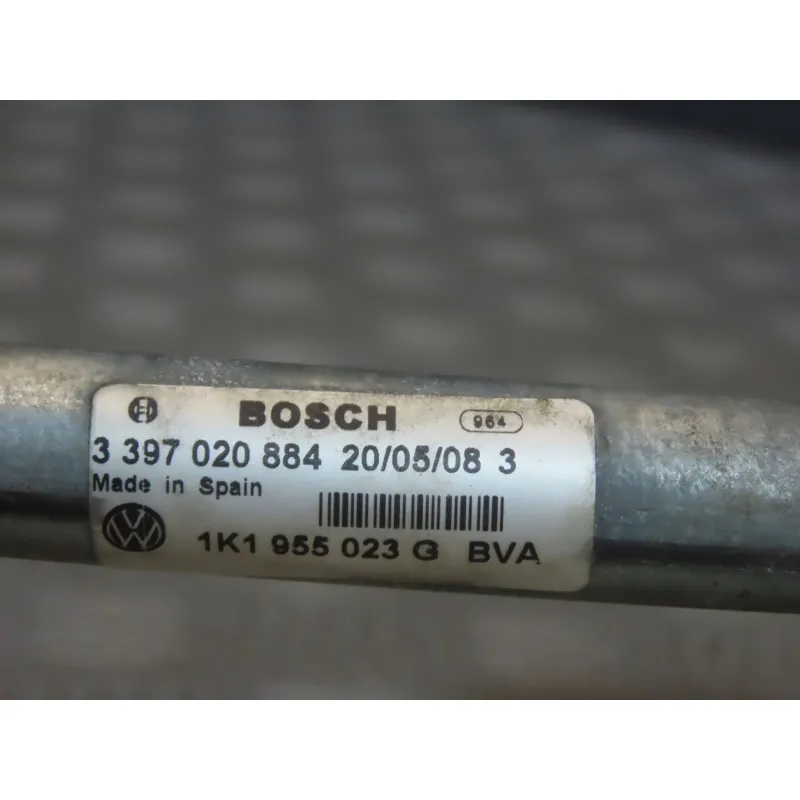 BOSCH 964
3 397 020 884 20/05/08 3
Made in Spain
1K1 955 023 G BVA